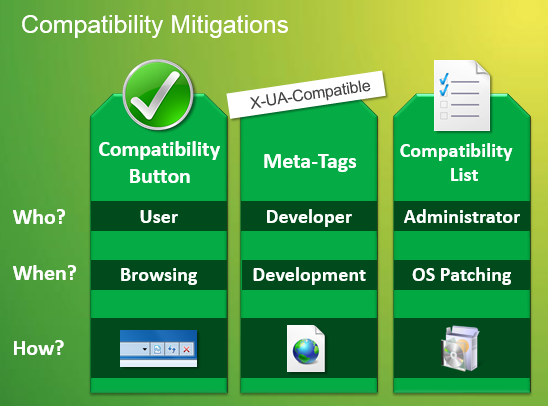 Compatibility Mitigations
X-UA-Compatible
Compatibility
Button
Meta-Tags
Compatibility
List
Who?
User
Developer
Administrator
When?
Browsing
Development
OS Patching
How?